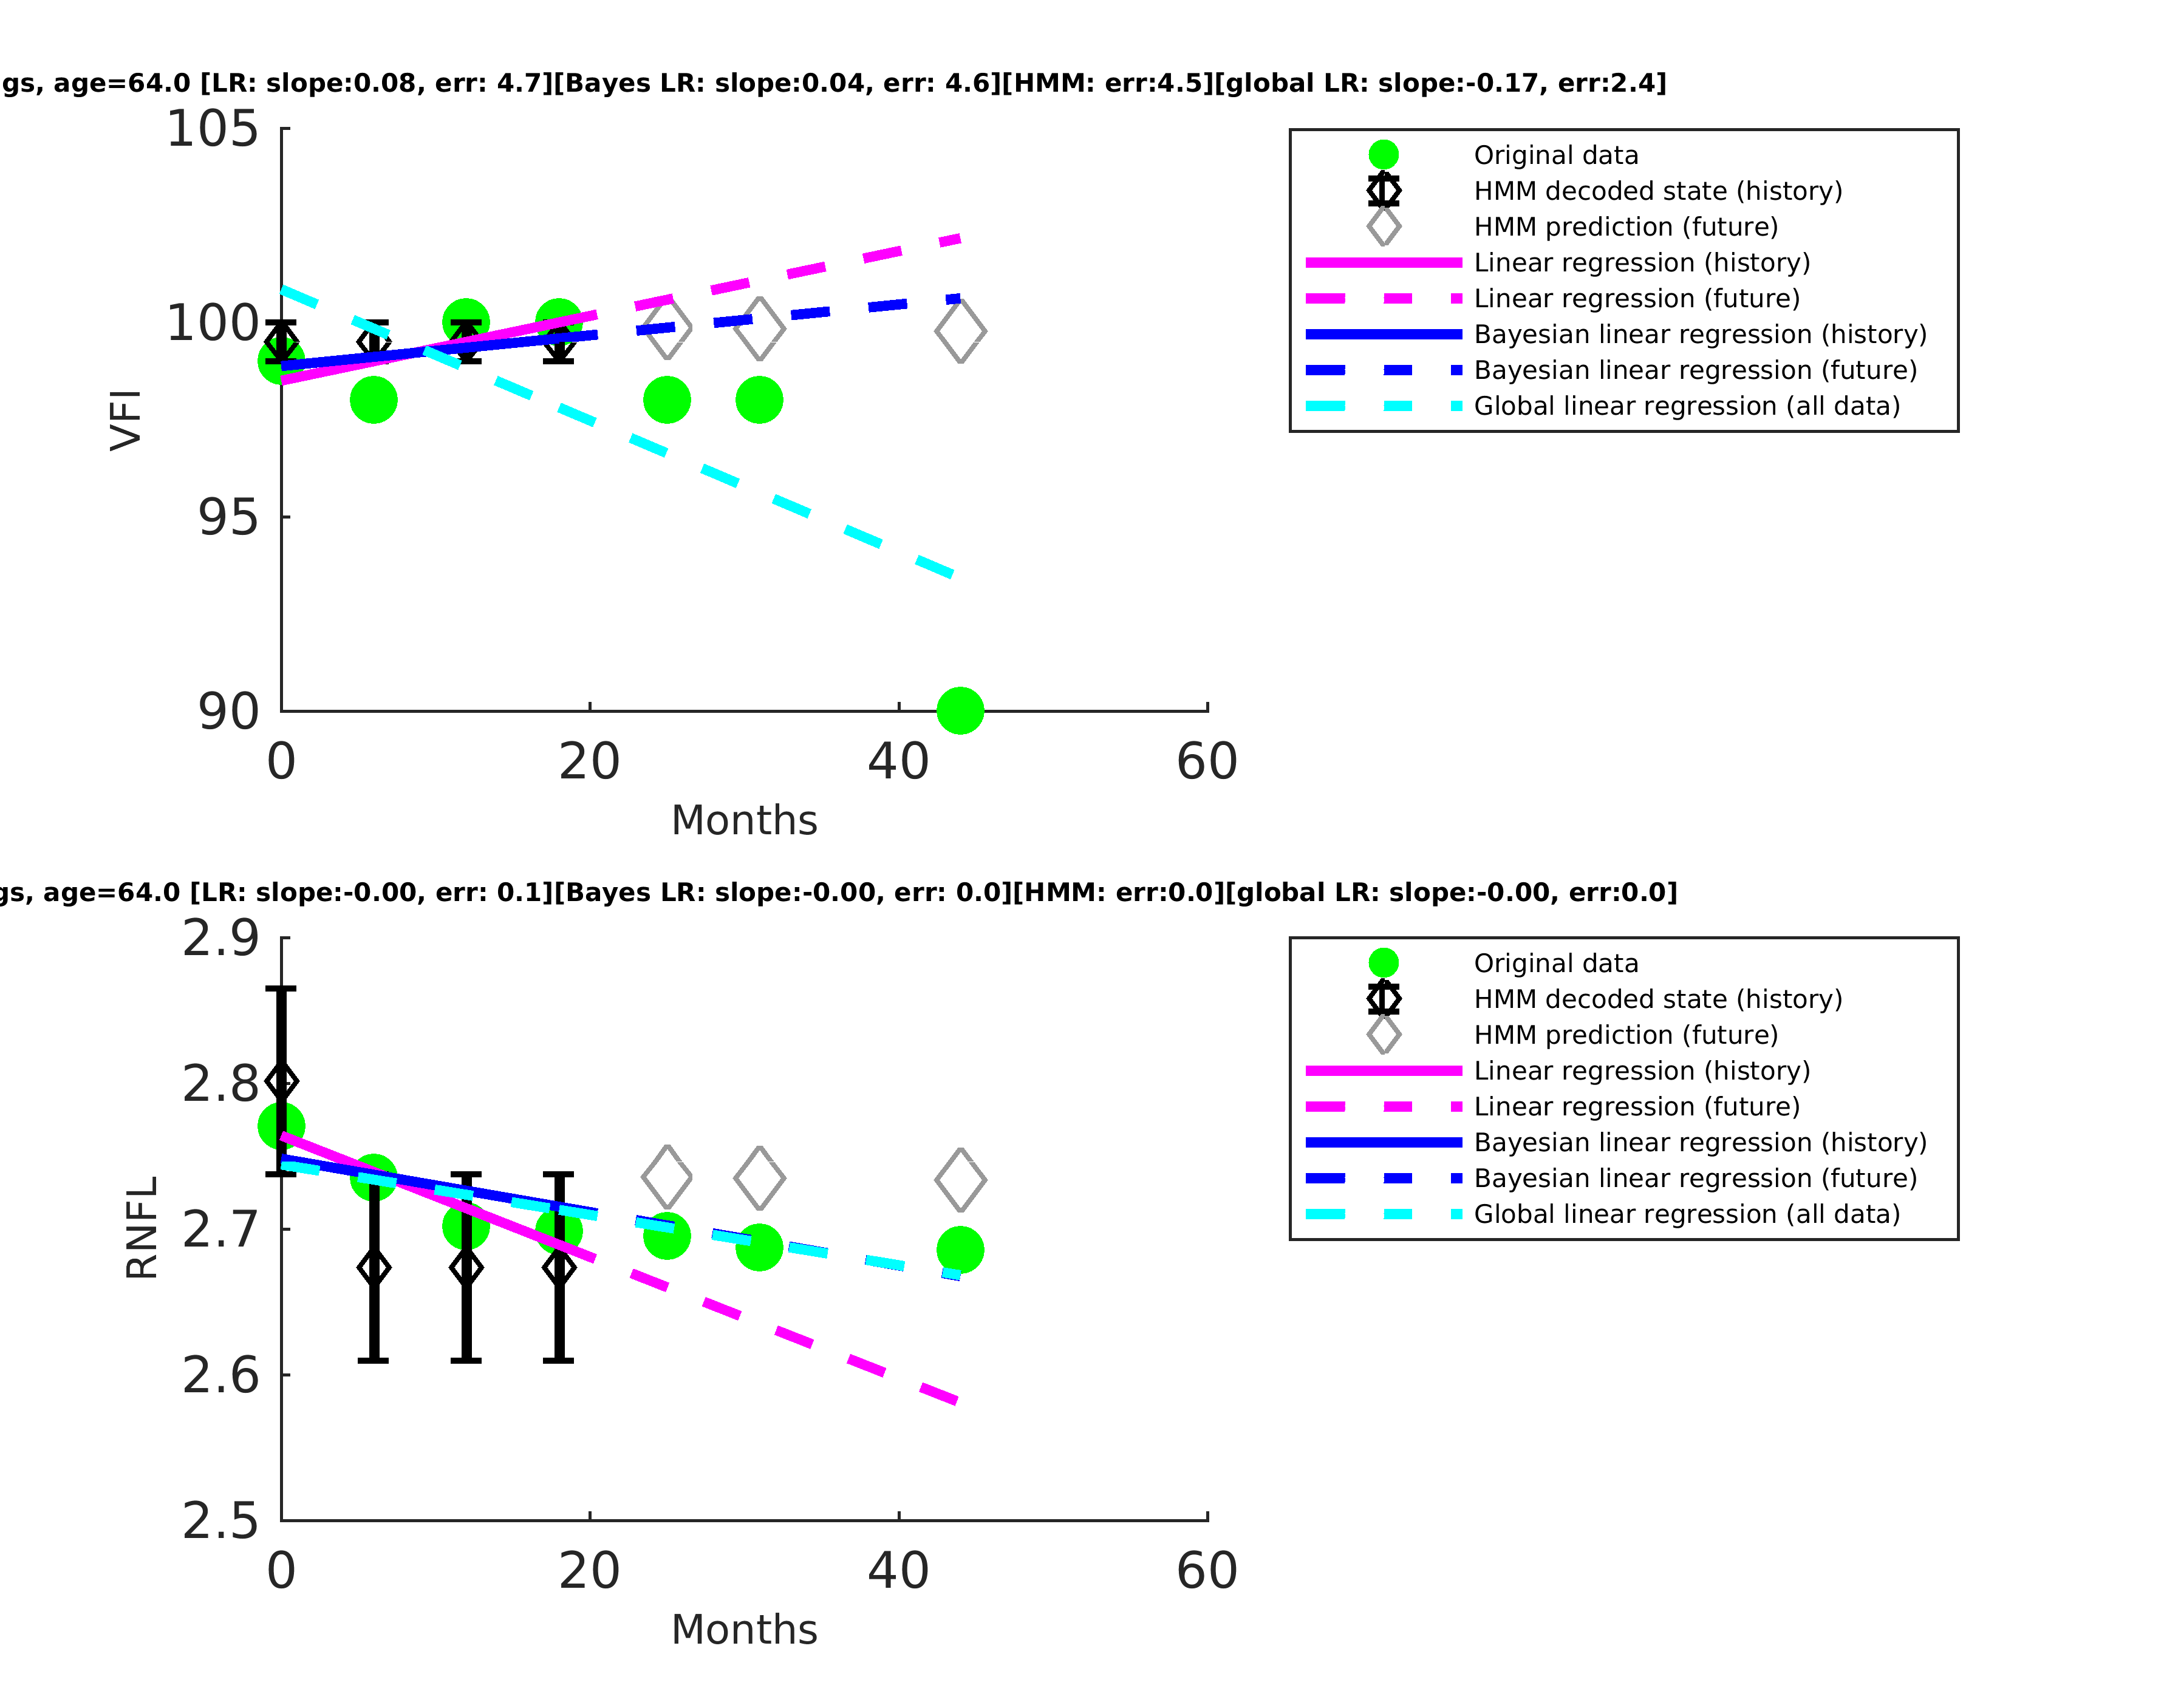 gs, age=64.0 [LR: slope:0.08, err: 4.7][Bayes LR: slope:0.04, err: 4.6][HMM: err:4.5][global LR: slope:-0.17, err:2.4]
105
100
95
90
VFI
0 20 40 60
Months
Original data
HMM decoded state (history)
HMM prediction (future)
Linear regression (history)
Linear regression (future)
Bayesian linear regression (history)
Bayesian linear regression (future)
Global linear regression (all data)
gs, age=64.0 [LR: slope:-0.00, err: 0.1][Bayes LR: slope:-0.00, err: 0.0][HMM: err:0.0][global LR: slope:-0.00, err:0.0]
2.9
2.8
2.7
2.6
2.5
RNFL
0 20 40 60
Months
Original data
HMM decoded state (history)
HMM prediction (future)
Linear regression (history)
Linear regression (future)
Bayesian linear regression (history)
Bayesian linear regression (future)
Global linear regression (all data)